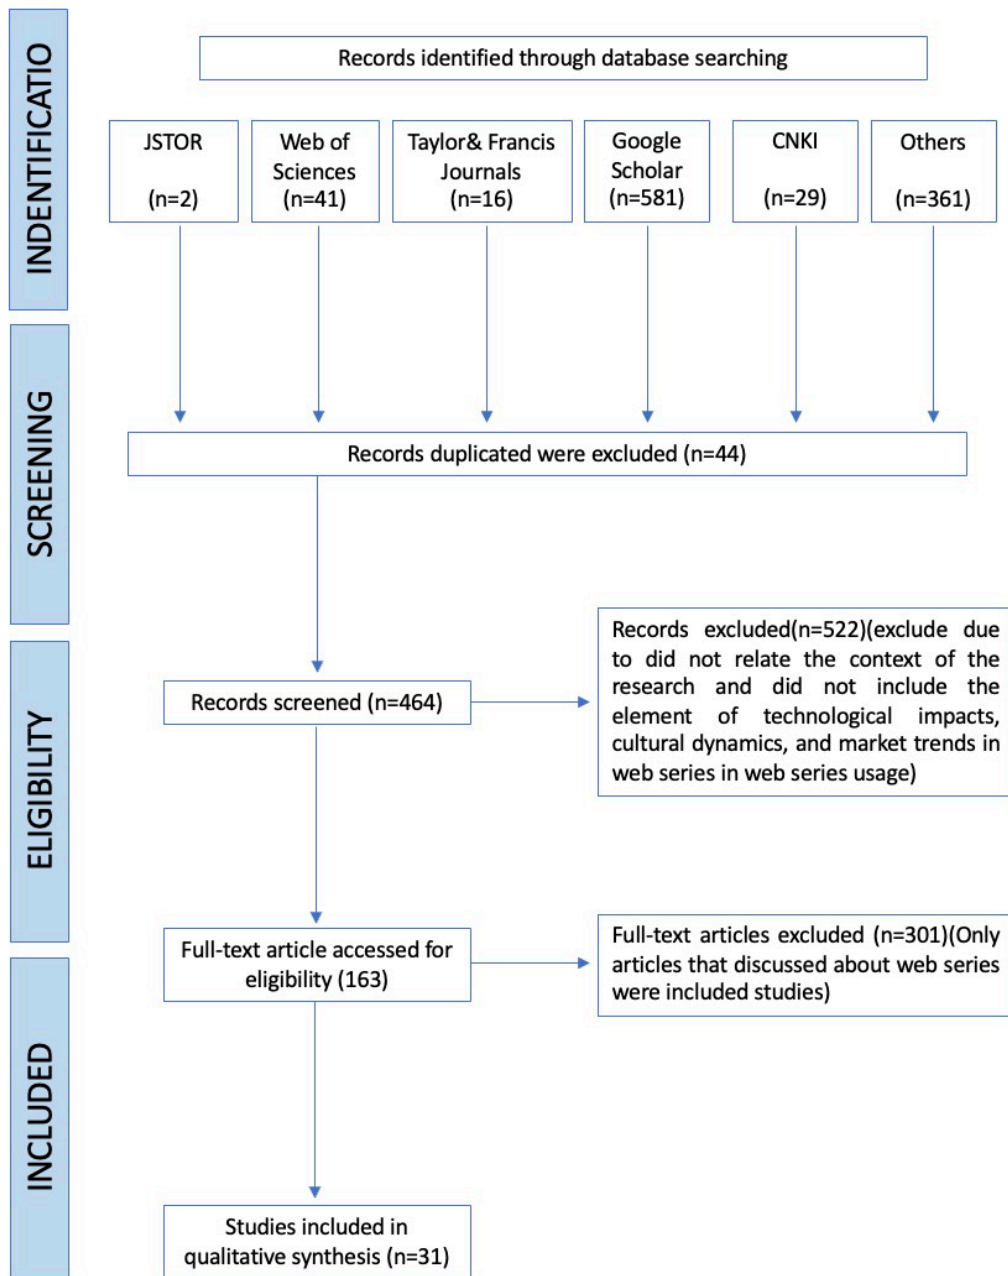 INDENTIFICATIO
Records identified through database searching
JSTOR
(n=2)
Web of
Sciences
(n=41)
Taylor& Francis
Journals
(n=16)
Google
Scholar
(n=581)
CNKI
(n=29)
Others
(n=361)
SCREENING
Records duplicated were excluded (n=44)
ELIGIBILITY
Records screened (n=464)
Records excluded(n=522)(exclude due
to did not relate the context of the
research and did not include the
element of technological impacts,
cultural dynamics, and market trends in
web series in web series usage)
Full-text article accessed for
eligibility (163)
Full-text articles excluded (n=301)(Only
articles that discussed about web series
were included studies)
INCLUDED
Studies included in
qualitative synthesis (n=31)